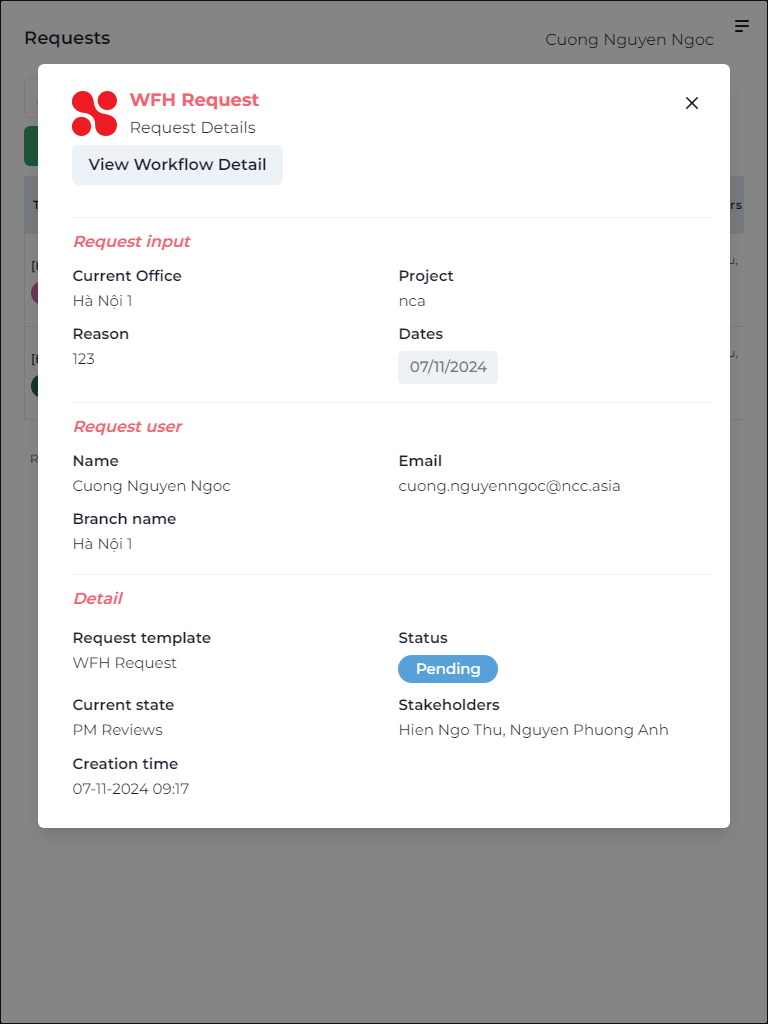 Requests
Cuong Nguyen Ngoc
WFH Request
Request Details
View Workflow Detail
Request input
Current Office
Project
Hà Nội 1
nca
Reason
Dates
123
07/11/2024
Request user
Name
Email
Cuong Nguyen Ngoc
cuong.nguyenngoc@ncc.asia
Branch name
Hà Nội 1
Detail
Request template
Status
WFH Request
Pending
Current state
Stakeholders
PM Reviews
Hien Ngo Thu, Nguyen Phuong Anh
Creation time
07-11-2024 09:17